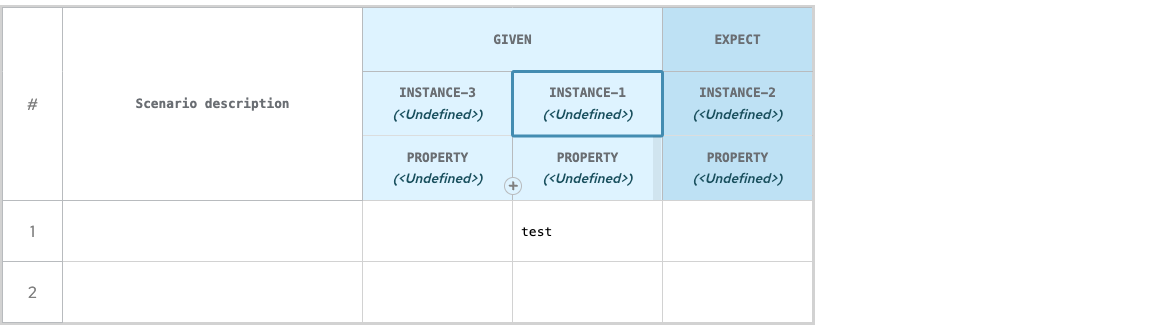 GIVEN
EXPECT
#
Scenario description
INSTANCE-3
(<Undefined>)
INSTANCE-1
(<Undefined>)
INSTANCE-2
(<Undefined>)
PROPERTY
(<Undefined>)
PROPERTY
(<Undefined>)
PROPERTY
(<Undefined>)
1
test
2